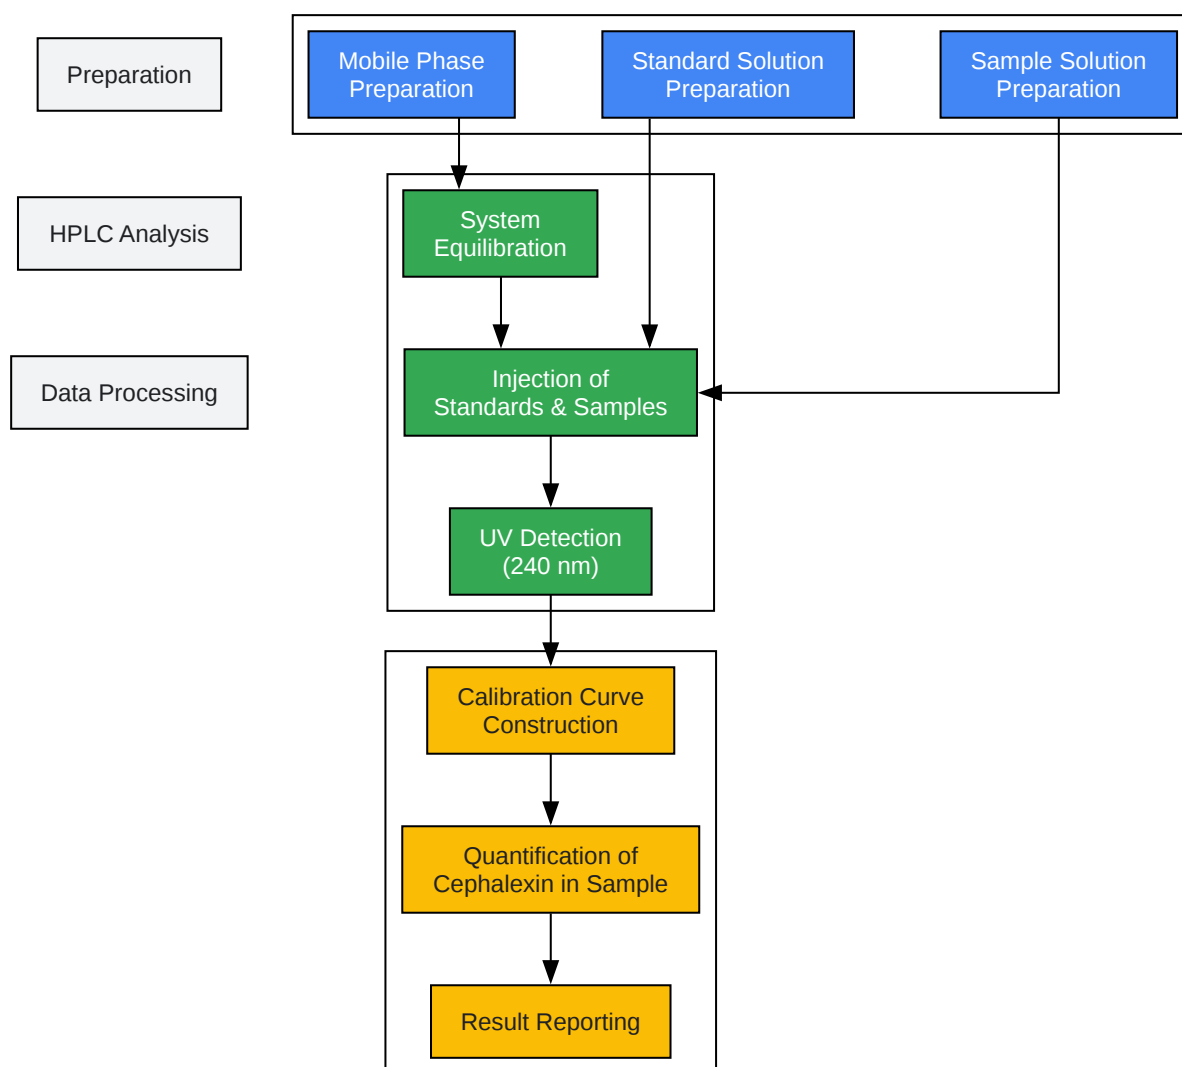 Preparation
Mobile Phase
Preparation
Standard Solution
Preparation
Sample Solution
Preparation
HPLC Analysis
System
Equilibration
Data Processing
Injection of
Standards & Samples
UV Detection
(240 nm)
Calibration Curve
Construction
Quantification of
Cephalexin in Sample
Result Reporting